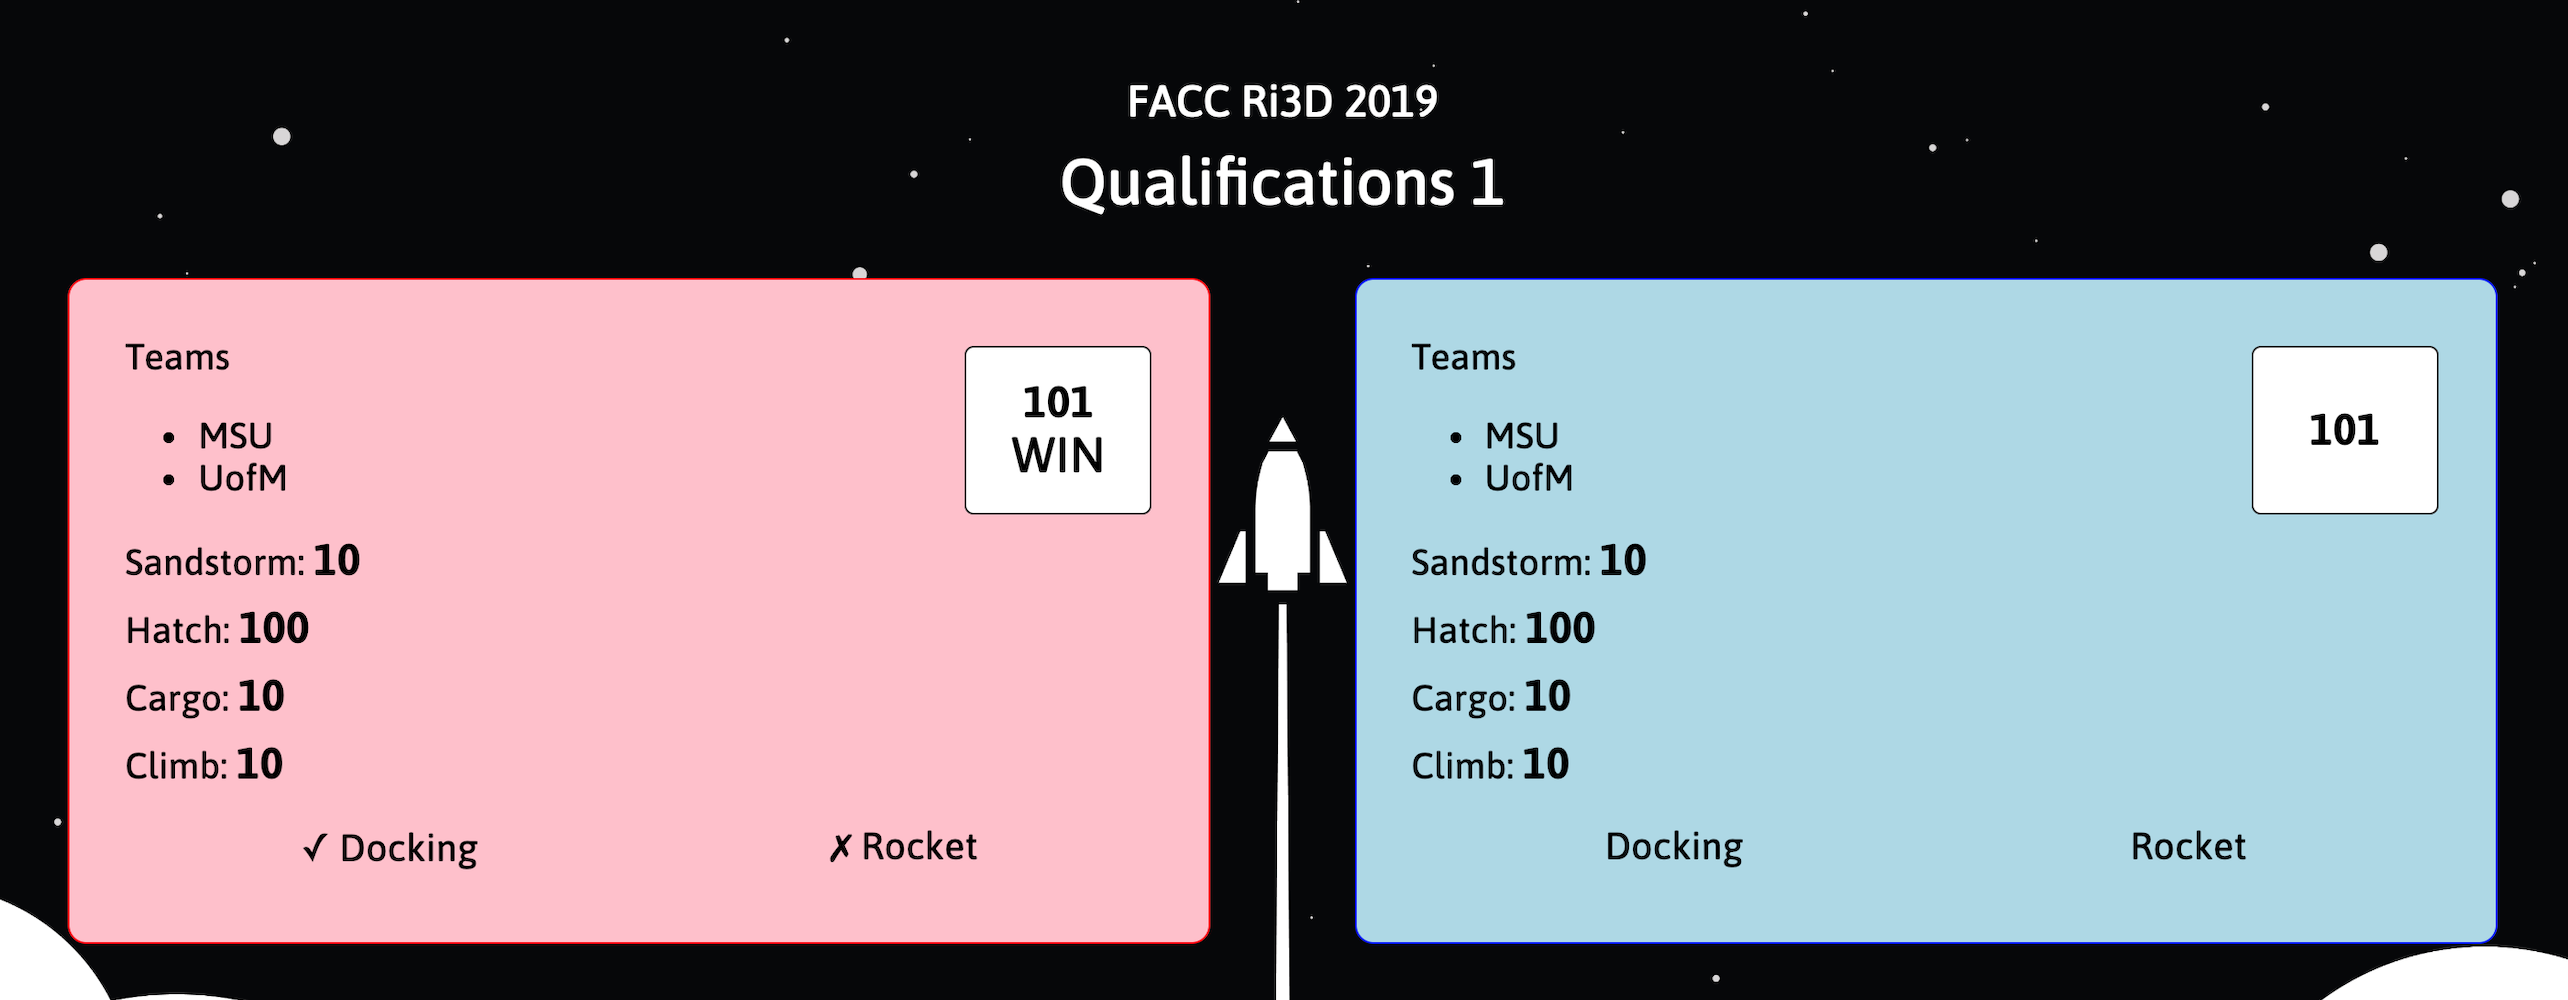 FACC Ri3D 2019
Qualifications 1
Teams
• MSU
• UofM
101
WIN
Sandstorm: 10
Hatch: 100
Cargo: 10
Climb: 10
✓ Docking
✗ Rocket
Teams
• MSU
• UofM
101
Sandstorm: 10
Hatch: 100
Cargo: 10
Climb: 10
Docking
Rocket